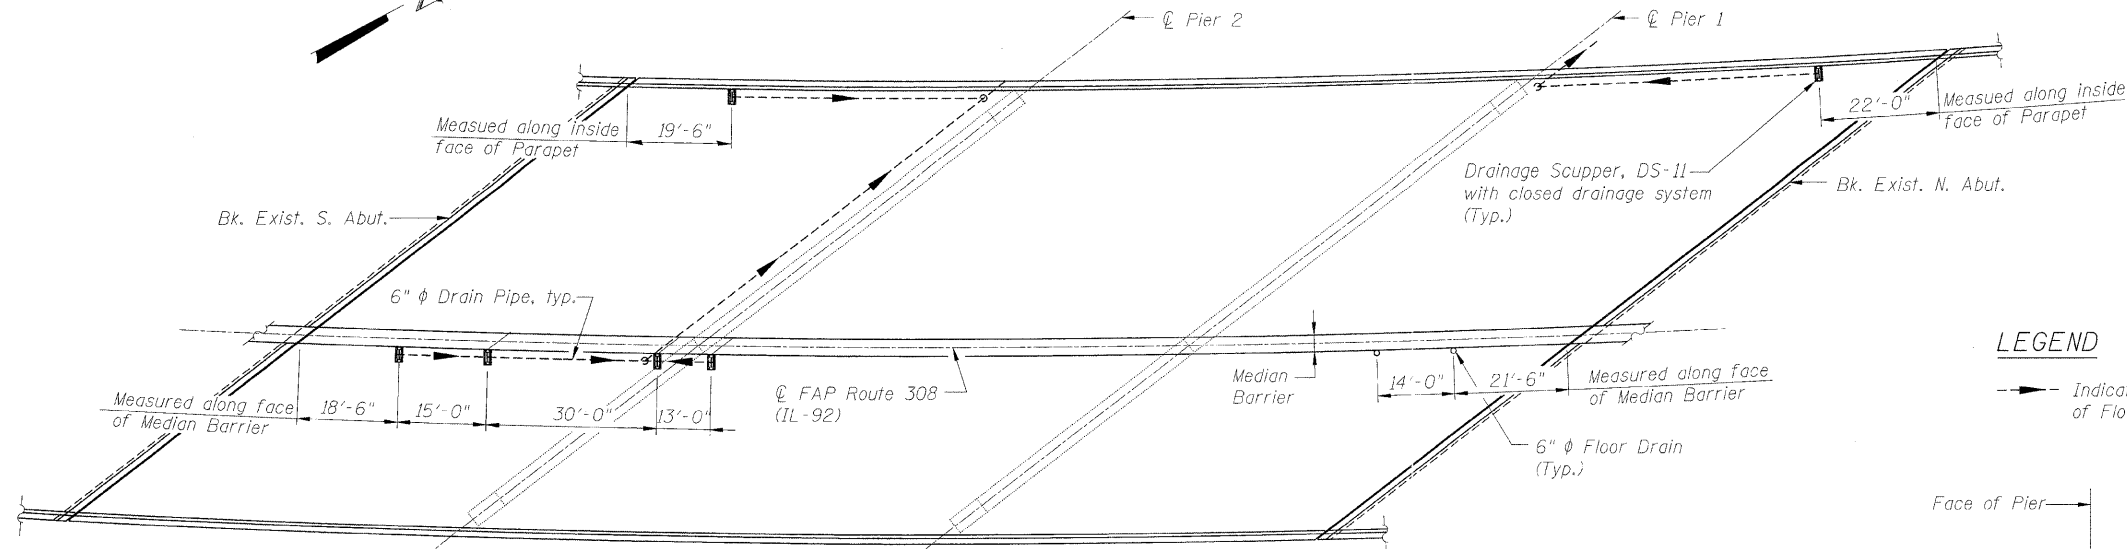 ℄ Pier 2
℄ Pier 1
Measued along inside
face of Parapet
19'-6"
22'-0"
Measued along inside
face of Parapet
Drainage Scupper, DS-11
with closed drainage system
(Typ.)
Bk. Exist. N. Abut.
Bk. Exist. S. Abut.
6" ϕ Drain Pipe, typ.
Measured along face
of Median Barrier
18'-6"
15'-0"
30'-0"
13'-0"
℄ FAP Route 308
(IL-92)
Median
Barrier
14'-0"
21'-6"
Measured along face
of Median Barrier
6" ϕ Floor Drain
(Typ.)
LEGEND
Indica
of Flo
Face of Pier